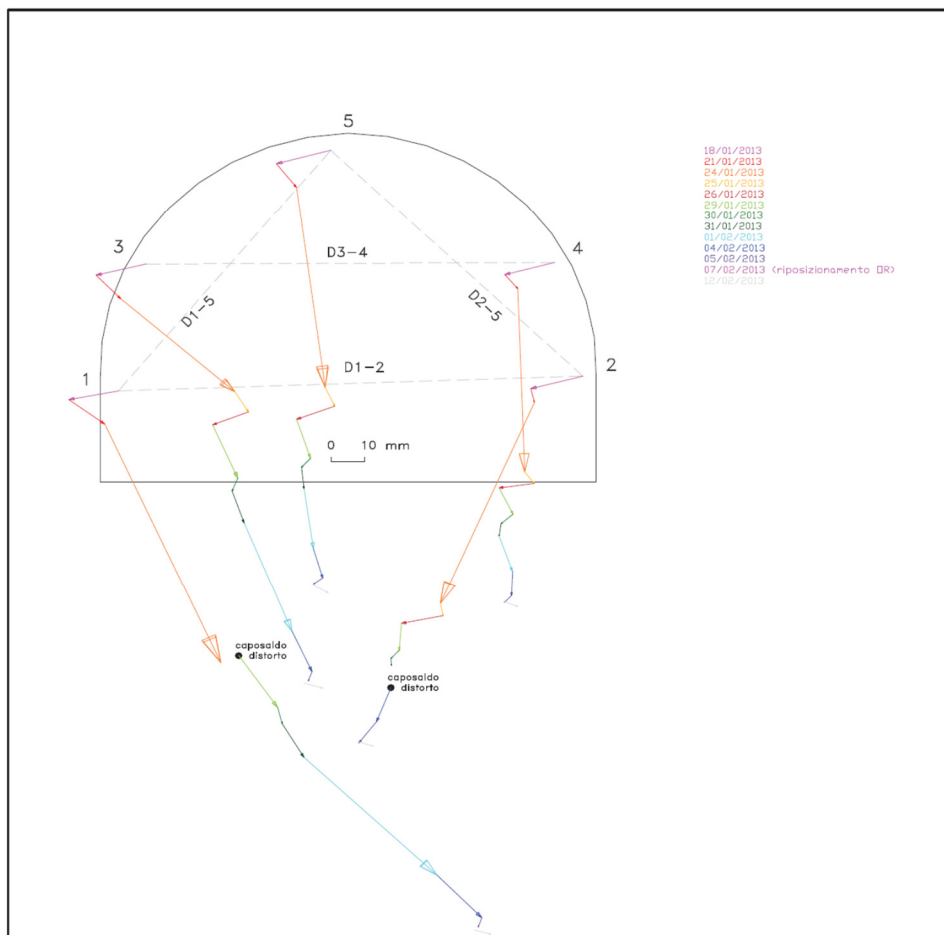 5
18/01/2013
21/01/2013
24/01/2013
25/01/2013
26/01/2013
29/01/2013
30/01/2013
31/01/2013
01/02/2013
04/02/2013
05/02/2013
07/02/2013 (riposizionamento OR)
12/02/2013
3
D3-4
4
D1-5
D2-5
1
D1-2
2
0 10 mm
caposaldo
distorto
caposaldo
distorto